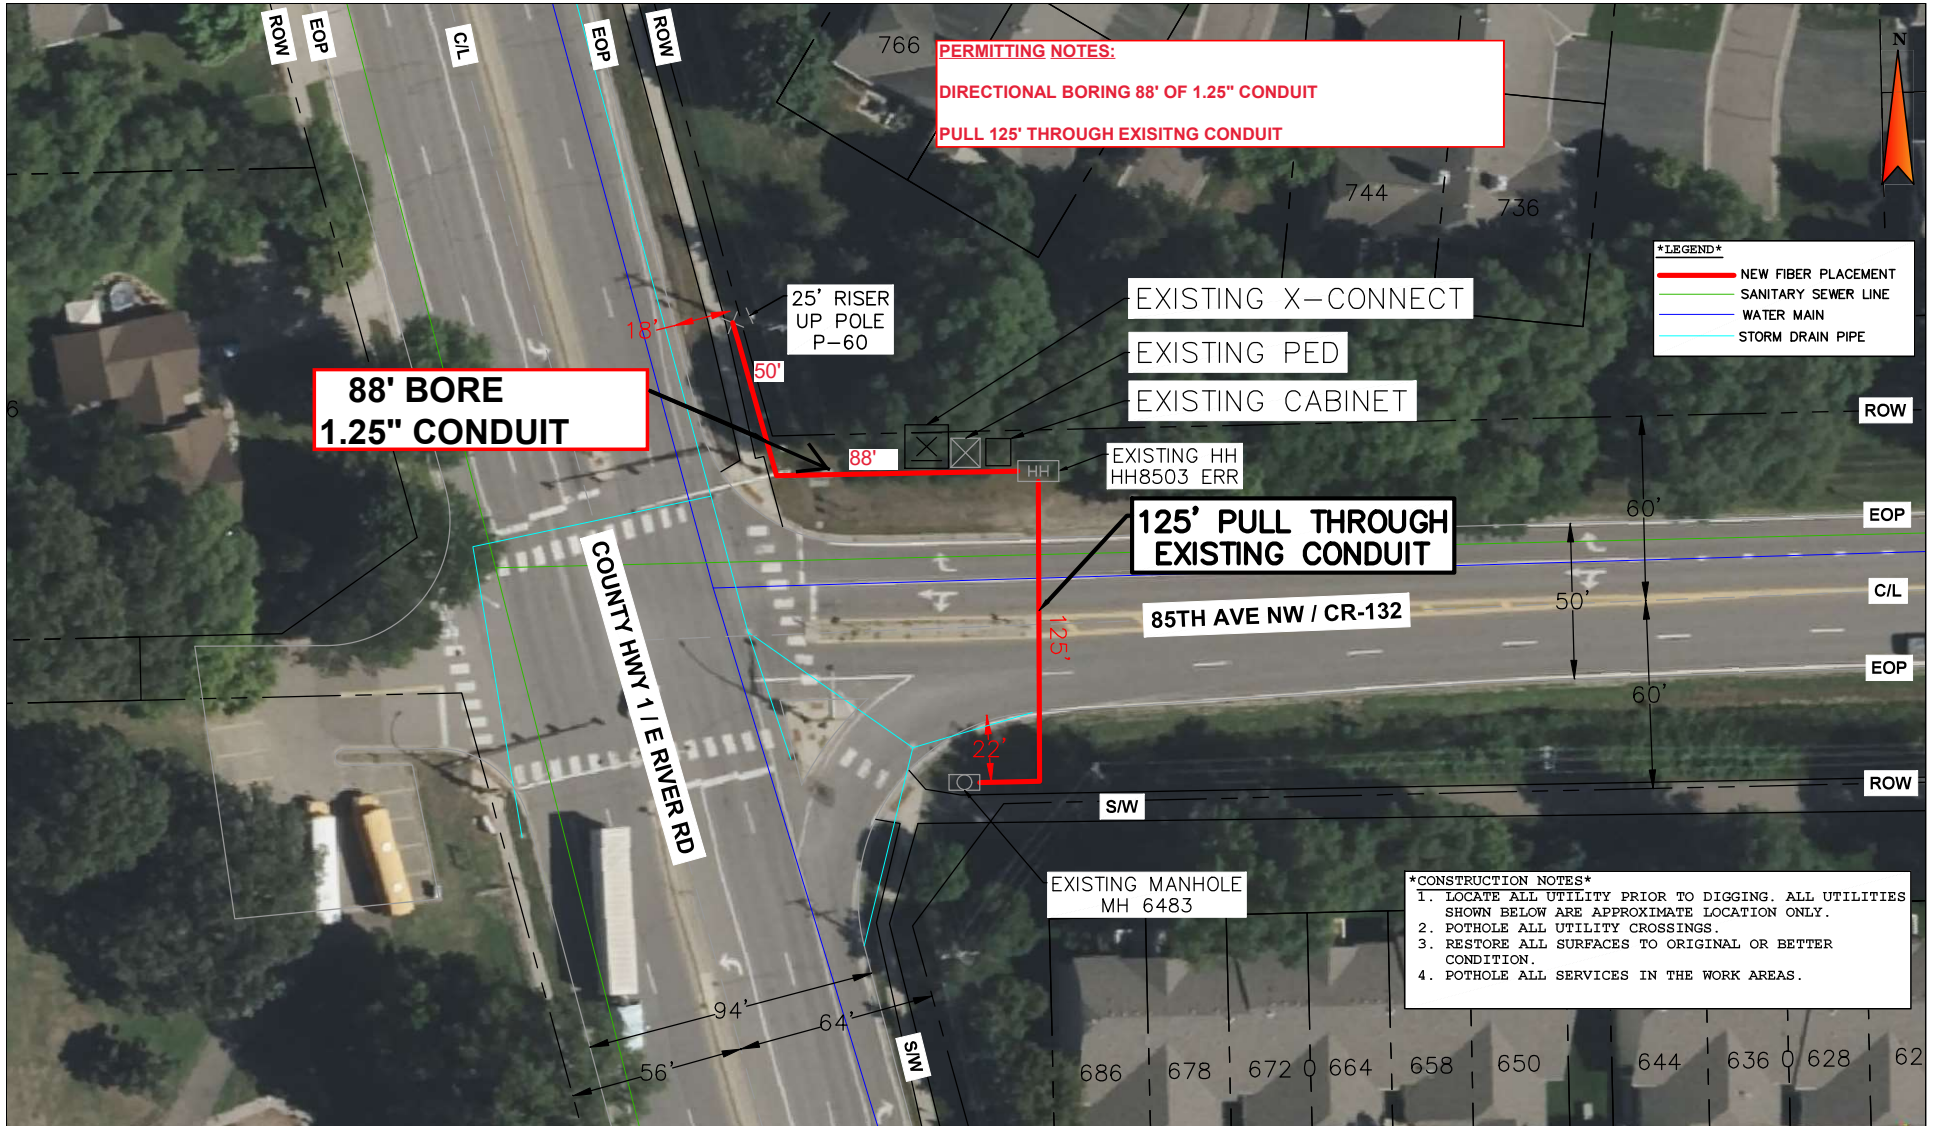 ROW
EOP
C/L
EOP
ROW
766
PERMITTING NOTES:
DIRECTIONAL BORING 88' OF 1.25" CONDUIT
PULL 125' THROUGH EXISITNG CONDUIT
N
744
736
*LEGEND*
NEW FIBER PLACEMENT
SANITARY SEWER LINE
WATER MAIN
STORM DRAIN PIPE
25' RISER
UP POLE
P-60
18'
50'
EXISTING X-CONNECT
EXISTING PED
EXISTING CABINET
88' BORE
1.25" CONDUIT
88'
HH
EXISTING HH
HH8503 ERR
ROW
60'
EOP
125' PULL THROUGH
EXISTING CONDUIT
50'
C/L
85TH AVE NW / CR-132
125'
COUNTY HWY 1 / E RIVER RD
EOP
60'
22'
ROW
S/W
EXISTING MANHOLE
MH 6483
*CONSTRUCTION NOTES*
1. LOCATE ALL UTILITY PRIOR TO DIGGING. ALL UTILITIES
SHOWN BELOW ARE APPROXIMATE LOCATION ONLY.
2. POTHOLE ALL UTILITY CROSSINGS.
3. RESTORE ALL SURFACES TO ORIGINAL OR BETTER
CONDITION.
4. POTHOLE ALL SERVICES IN THE WORK AREAS.
94'
64'
56'
S/W
686
678
672
0
664
658
650
644
636
0
628
62